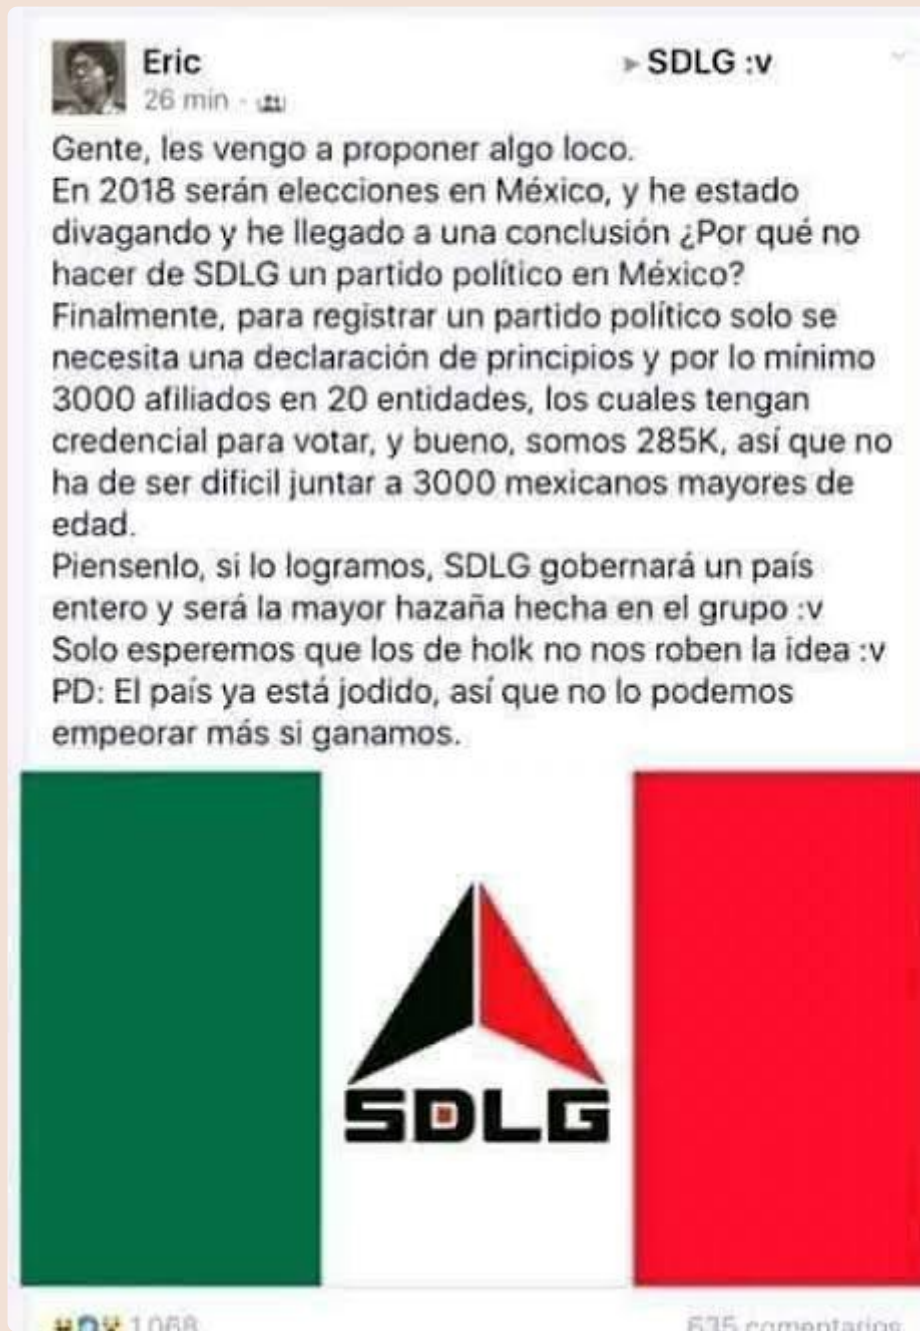 Eric
▸ SDLG :v
26 min ·
Gente, les vengo a proponer algo loco.
En 2018 serán elecciones en México, y he estado
divagando y he llegado a una conclusión ¿Por qué no
hacer de SDLG un partido político en México?
Finalmente, para registrar un partido político solo se
necesita una declaración de principios y por lo mínimo
3000 afiliados en 20 entidades, los cuales tengan
credencial para votar, y bueno, somos 285K, así que no
ha de ser dificil juntar a 3000 mexicanos mayores de
edad.
Piensenlo, si lo logramos, SDLG gobernará un país
entero y será la mayor hazaña hecha en el grupo :v
Solo esperemos que los de holk no nos roben la idea :v
PD: El país ya está jodido, así que no lo podemos
empeorar más si ganamos.
SDLG
1068
635 comentarios